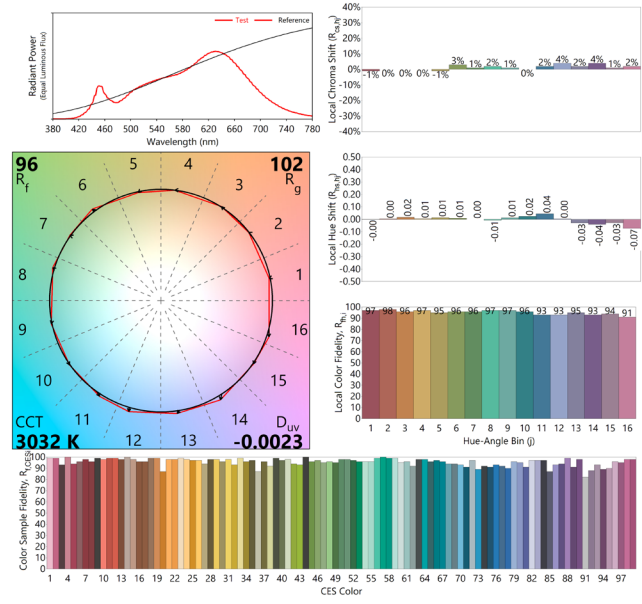 Test Reference
Radiant Power
(Equal Luminous Flux)
380 460 540 620 700 780
Wavelength (nm)
Local Chroma Shift (Rcs,hj)
40%
30%
20%
10%
0%
-10%
-20%
-30%
-40%
-1% 0% 0% 0% -1% 3% 1% 2% 1% 0% 2% 4% 2% 4% 1% 2%
96
Rf
102
Rg
1
2
3
4
5
6
7
8
9
10
11
12
13
14
15
16
CCT
3032 K
Duv
-0.0023
Local Hue Shift (Rhs,hj)
0.50
0.40
0.30
0.20
0.10
0.00
-0.10
-0.20
-0.30
-0.40
-0.50
-0.00 0.00 0.02 0.01 0.01 0.01 0.00 -0.01 0.01 0.02 0.04 0.00 -0.03 -0.04 -0.03 -0.07
Local Color Fidelity, Rfh,i
100
90
80
70
60
50
40
30
20
10
0
97 98 96 97 95 96 96 97 97 96 93 93 95 93 94 91
1 2 3 4 5 6 7 8 9 10 11 12 13 14 15 16
Hue-Angle Bin (j)
Color Sample Fidelity, Rf,CESi
100
90
80
70
60
50
40
30
20
10
0
1 4 7 10 13 16 19 22 25 28 31 34 37 40 43 46 49 52 55 58 61 64 67 70 73 76 79 82 85 88 91 94 97
CES Color